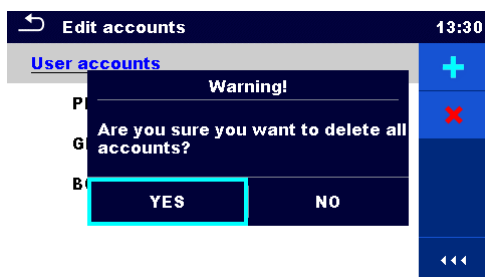 Edit accounts 13:30
User accounts
Warning!
Are you sure you want to delete all
accounts?
YES NO